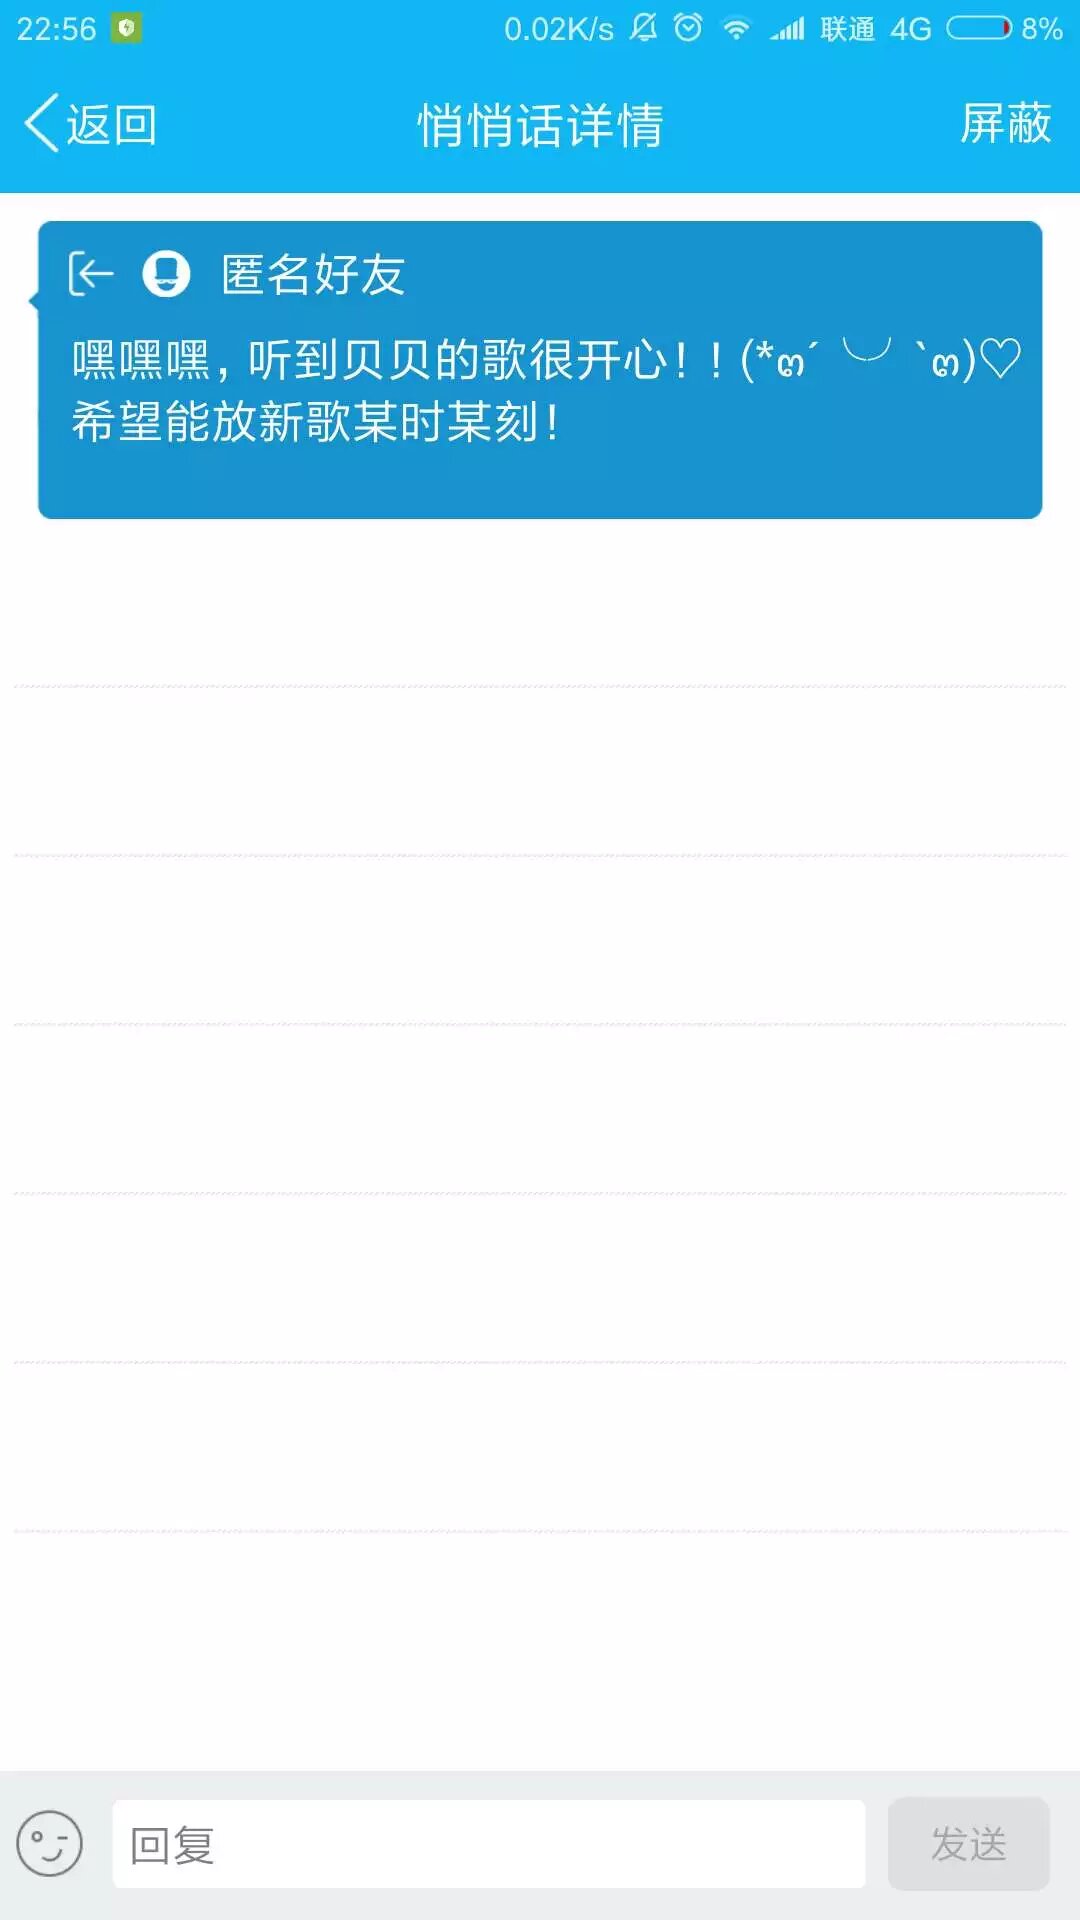 22:56 0.02K/s 联通 4G 8%
返回 悄悄话详情 屏蔽
匿名好友
嘿嘿嘿，听到贝贝的歌很开心！！(*๓´╰╯`๓)♡
希望能放新歌某时某刻！
回复 发送